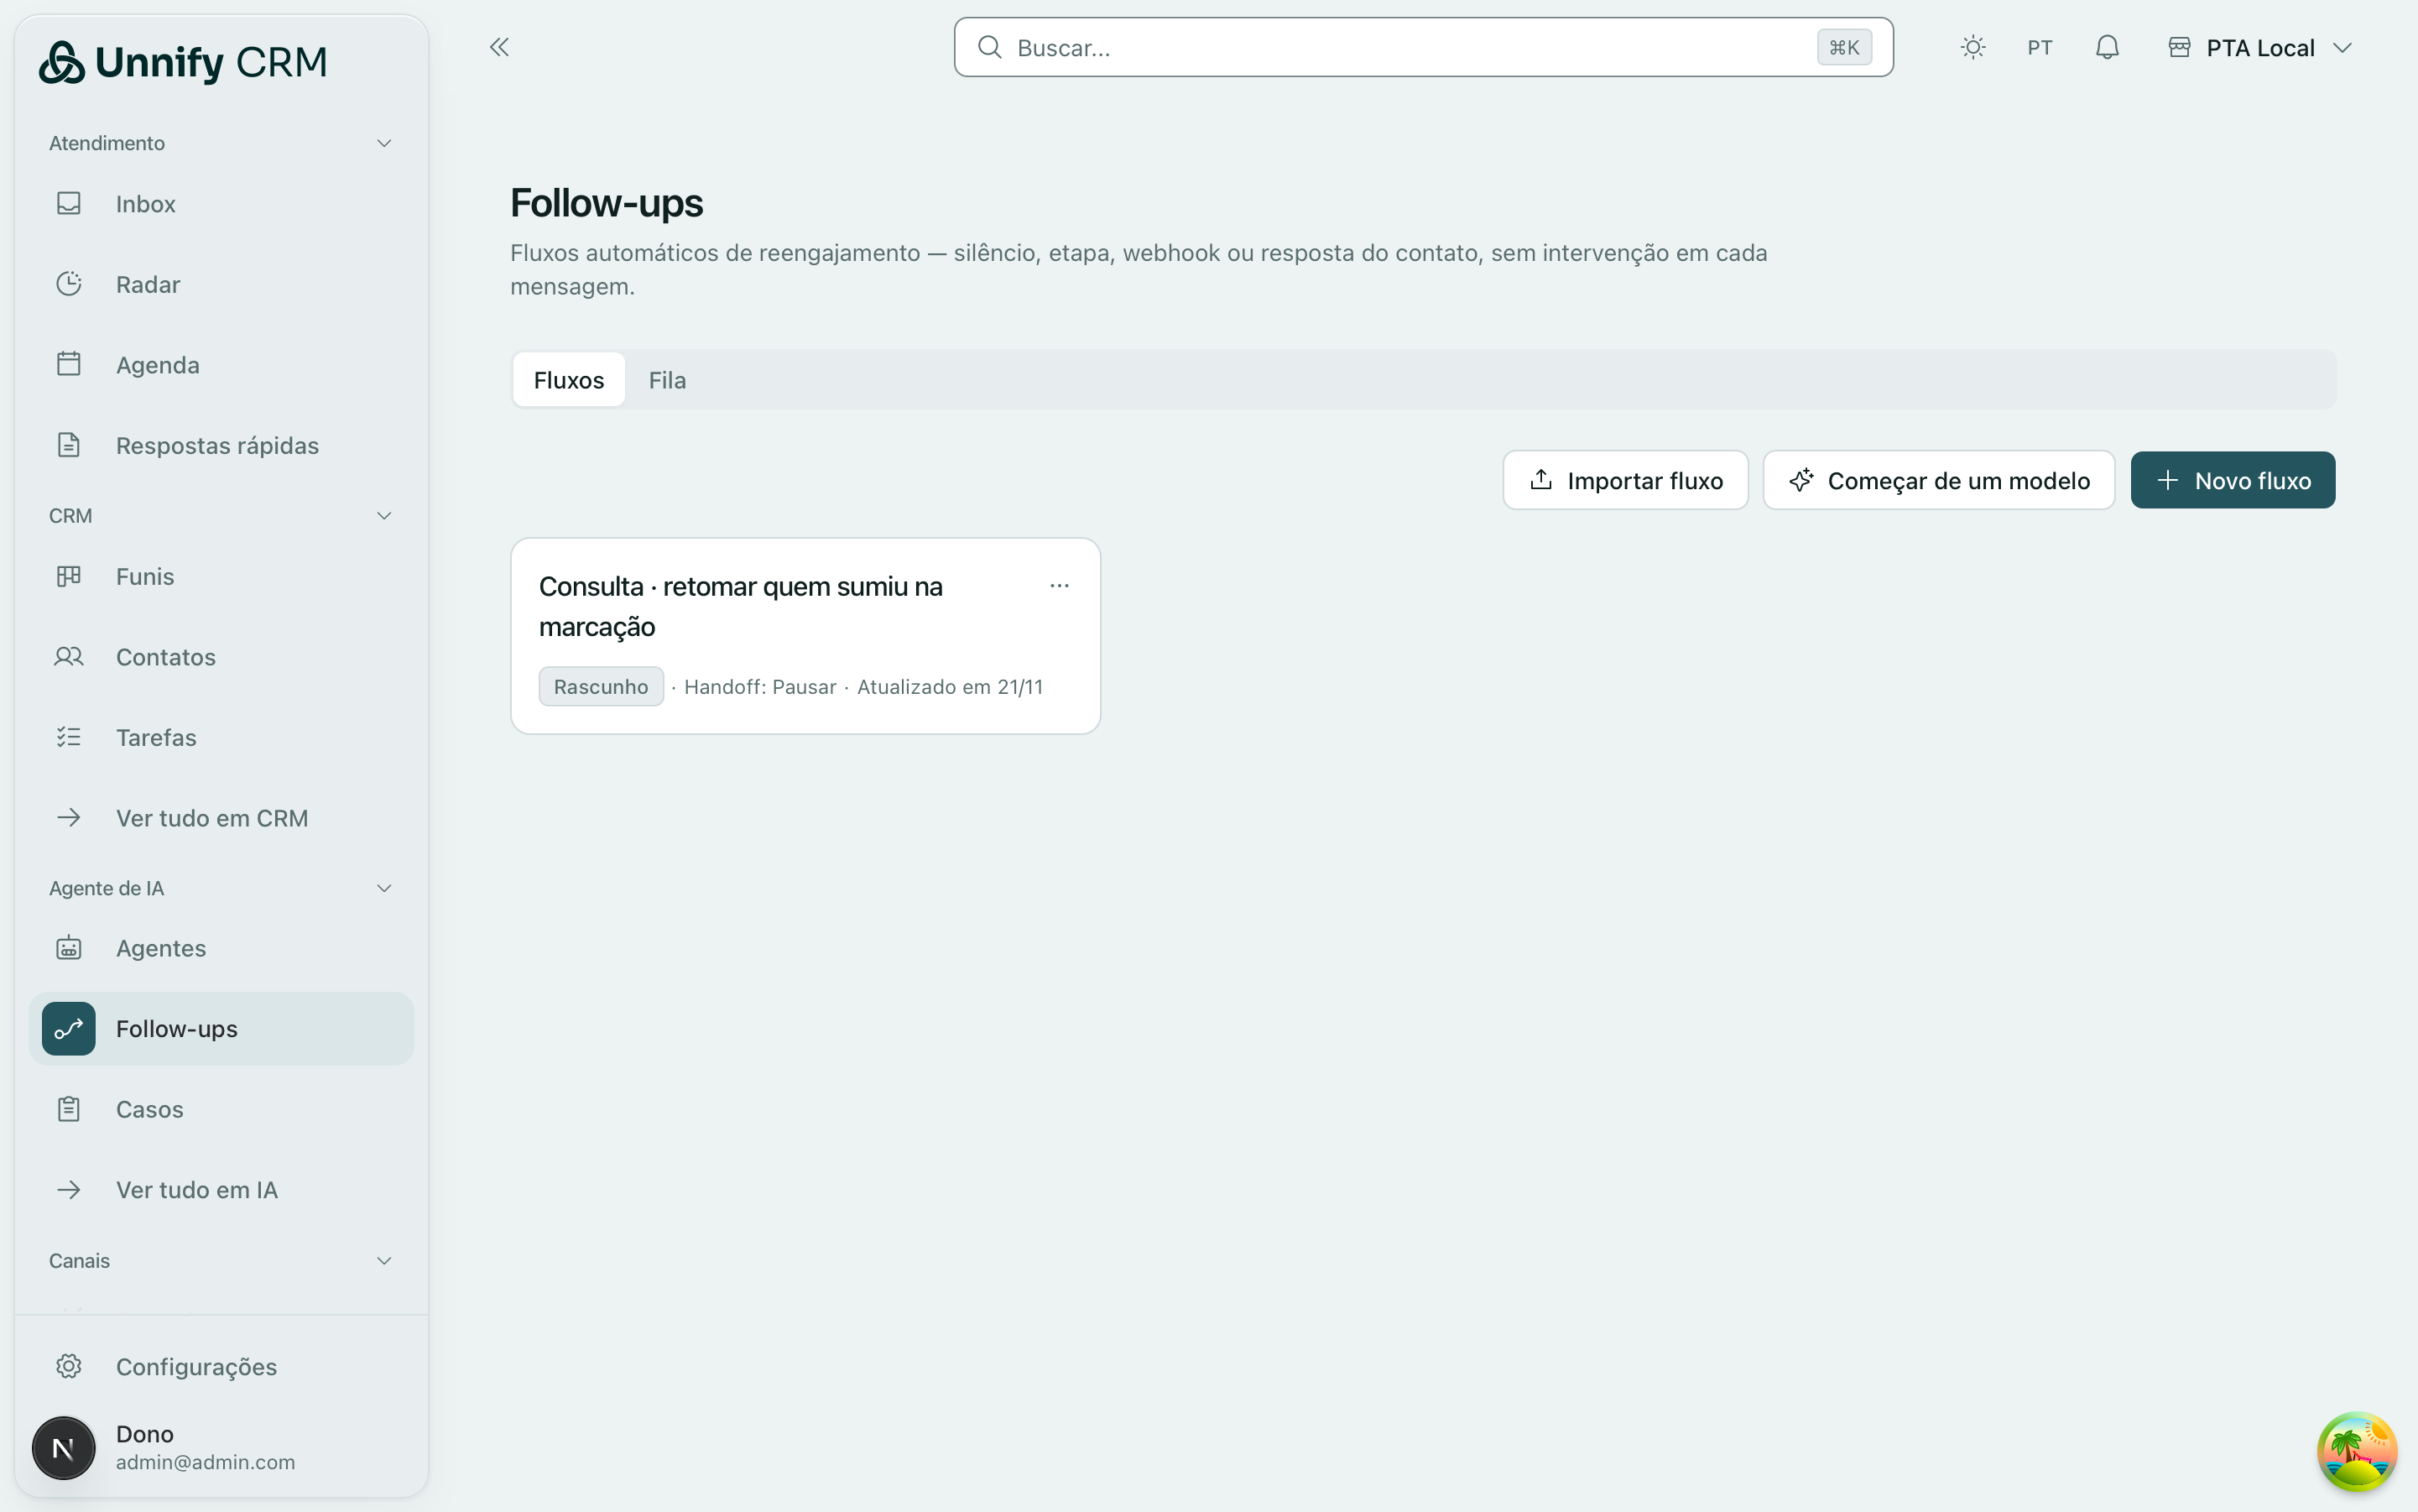 Unnify CRM
Buscar...
⌘K
PT
PTA Local
Atendimento
Inbox
Radar
Agenda
Respostas rápidas
CRM
Funis
Contatos
Tarefas
Ver tudo em CRM
Agente de IA
Agentes
Follow-ups
Casos
Ver tudo em IA
Canais
Configurações
N
Dono
admin@admin.com
Follow-ups
Fluxos automáticos de reengajamento — silêncio, etapa, webhook ou resposta do contato, sem intervenção em cada
mensagem.
Fluxos
Fila
Importar fluxo
Começar de um modelo
Novo fluxo
Consulta · retomar quem sumiu na
marcação
Rascunho · Handoff: Pausar · Atualizado em 21/11